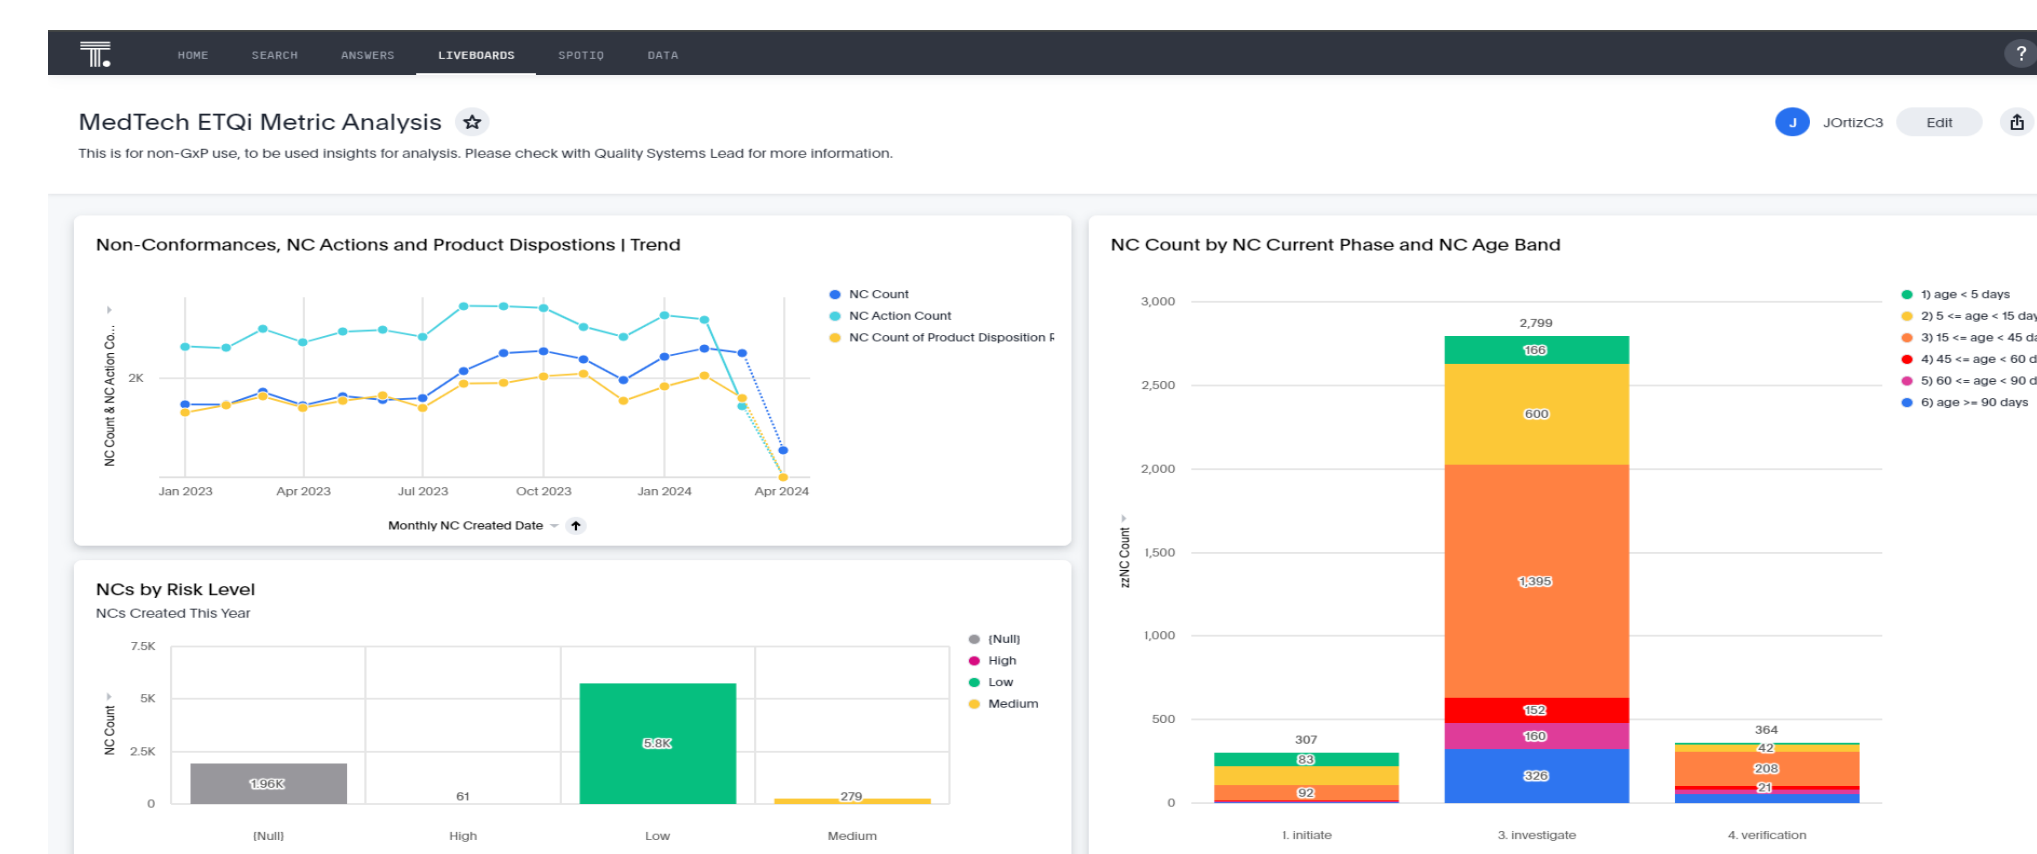 HOME SEARCH ANSWERS LIVEBOARDS SPOTIQ DATA ?
MedTech ETQi Metric Analysis
J JOrtizC3 Edit
This is for non-GxP use, to be used insights for analysis. Please check with Quality Systems Lead for more information.
Non-Conformances, NC Actions and Product Dispostions | Trend
NC Count & NC Action Co...
2K
NC Count
NC Action Count
NC Count of Product Disposition
Jan 2023 Apr 2023 Jul 2023 Oct 2023 Jan 2024 Apr 2024
Monthly NC Created Date
NCs by Risk Level
NCs Created This Year
NC Count
7.5K
5K
2.5K
0
1.96K
61
5.8K
279
{Null} High Low Medium
{Null}
High
Low
Medium
NC Count by NC Current Phase and NC Age Band
zzNC Count
3,000
2,500
2,000
1,500
1,000
500
0
307
83
92
2,799
166
600
1,395
152
160
326
364
42
208
21
1. initiate 3. investigate 4. verification
1) age < 5 days
2) 5 <= age < 15 day
3) 15 <= age < 45 da
4) 45 <= age < 60 d
5) 60 <= age < 90 d
6) age >= 90 days